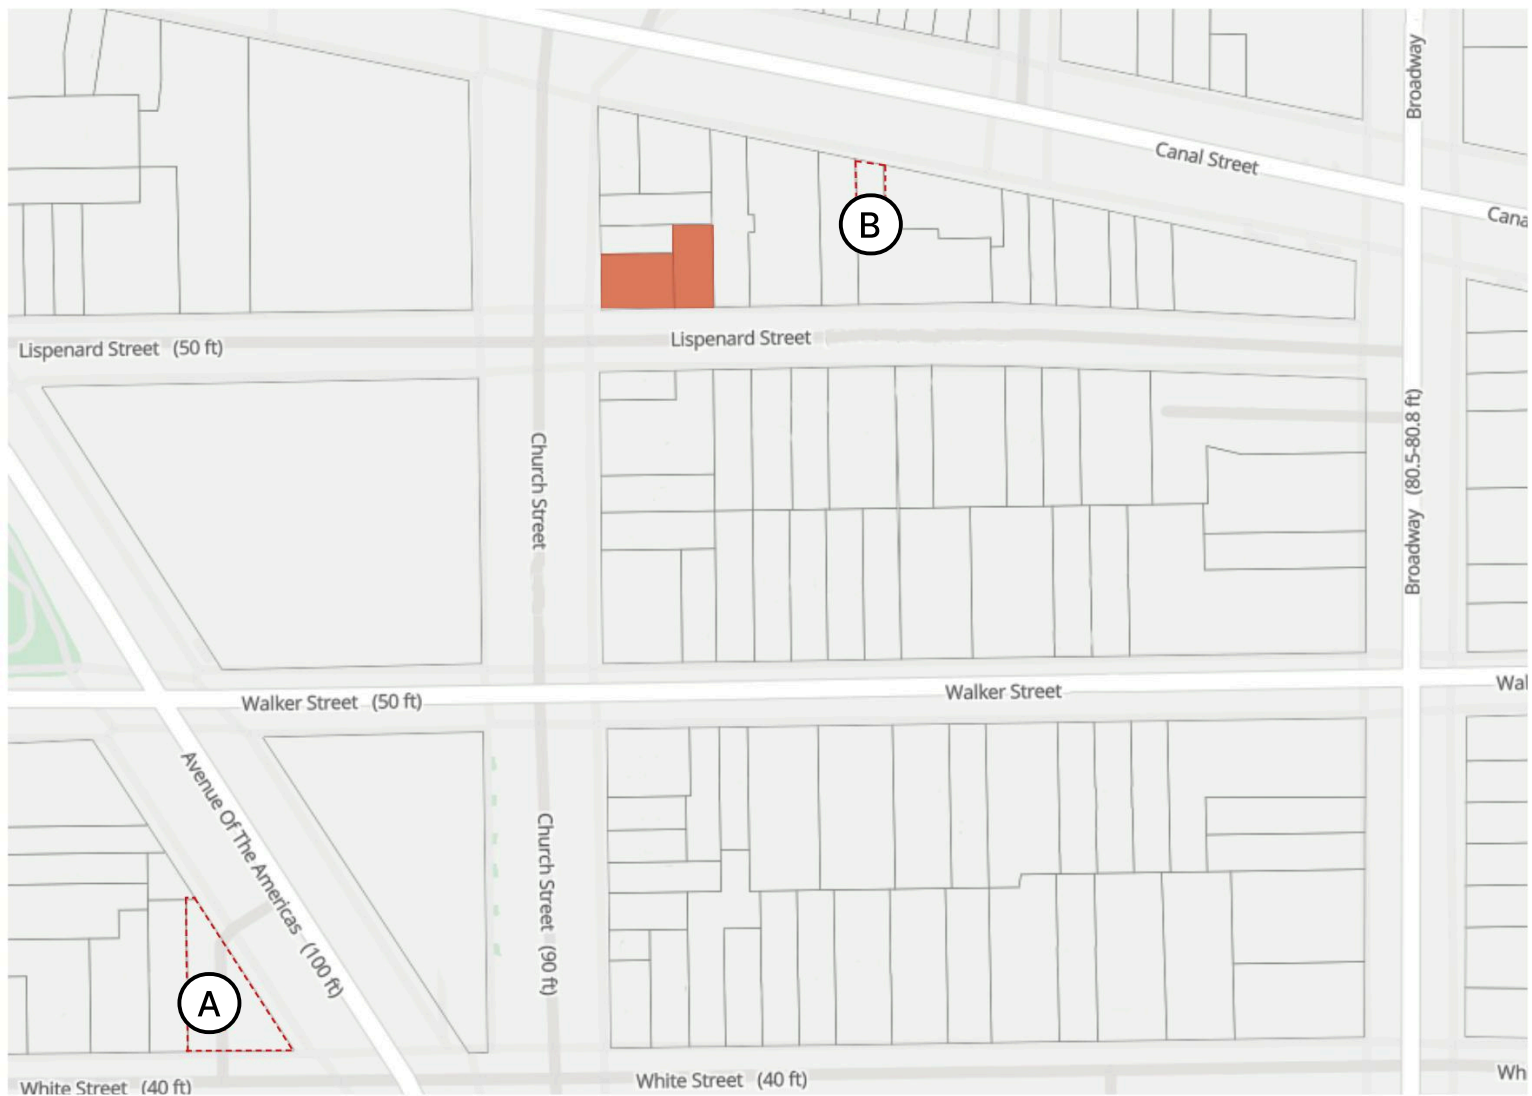 Broadway
Canal Street
Cana
B
Lispenard Street (50 ft)
Lispenard Street
Church Street
Broadway (80.5-80.8 ft)
Walker Street (50 ft)
Walker Street
Wal
Avenue Of The Americas (100 ft)
Church Street (90 ft)
A
White Street (40 ft)
White Street (40 ft)
Wh